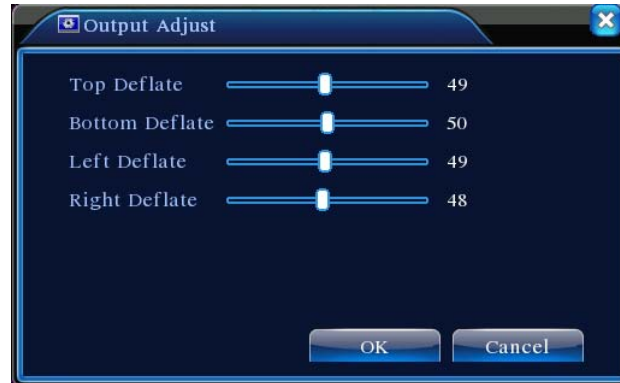 Output Adjust
Top Deflate 49
Bottom Deflate 50
Left Deflate 49
Right Deflate 48
OK Cancel